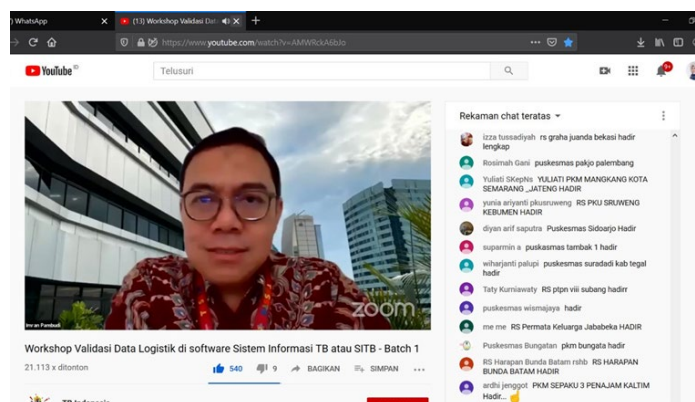 WhatsApp
(13) Workshop Validasi Dat
https://www.youtube.com/watch?v=AMWRckA6bJo
YouTube ID
Telusuri
9+
zoom
Imran Pambudi
Workshop Validasi Data Logistik di software Sistem Informasi TB atau SITB - Batch 1
21.113 x ditonton
540
9
BAGIKAN
SIMPAN
TB Indonesia
Rekaman chat teratas
izza tussadiyah rs graha juanda bekasi hadir
lengkap
Rosimah Gani puskesmas pakjo palembang
Yuliati SKepNs YULIATI PKM MANGKANG KOTA
SEMARANG _JATENG HADIR
yunia ariyanti pkusruweng RS PKU SRUWENG
KEBUMEN HADIR
diyan arif saputra Puskesmas Sidoarjo Hadir
suparmin a puskasmas tambak 1 hadir
wiharjanti palupi puskesmas suradadi kab tegal
hadir
Taty Kurniawaty RS ptpn viii subang hadirr
puskesmas wismajaya hadir
me me RS Permata Keluarga Jababeka HADIR
Puskesmas Bungatan pkm bungata hadir
RS Harapan Bunda Batam rshb RS HARAPAN
BUNDA BATAM HADIR
ardhi jenggot PKM SEPAKU 3 PENAJAM KALTIM
Hadir...